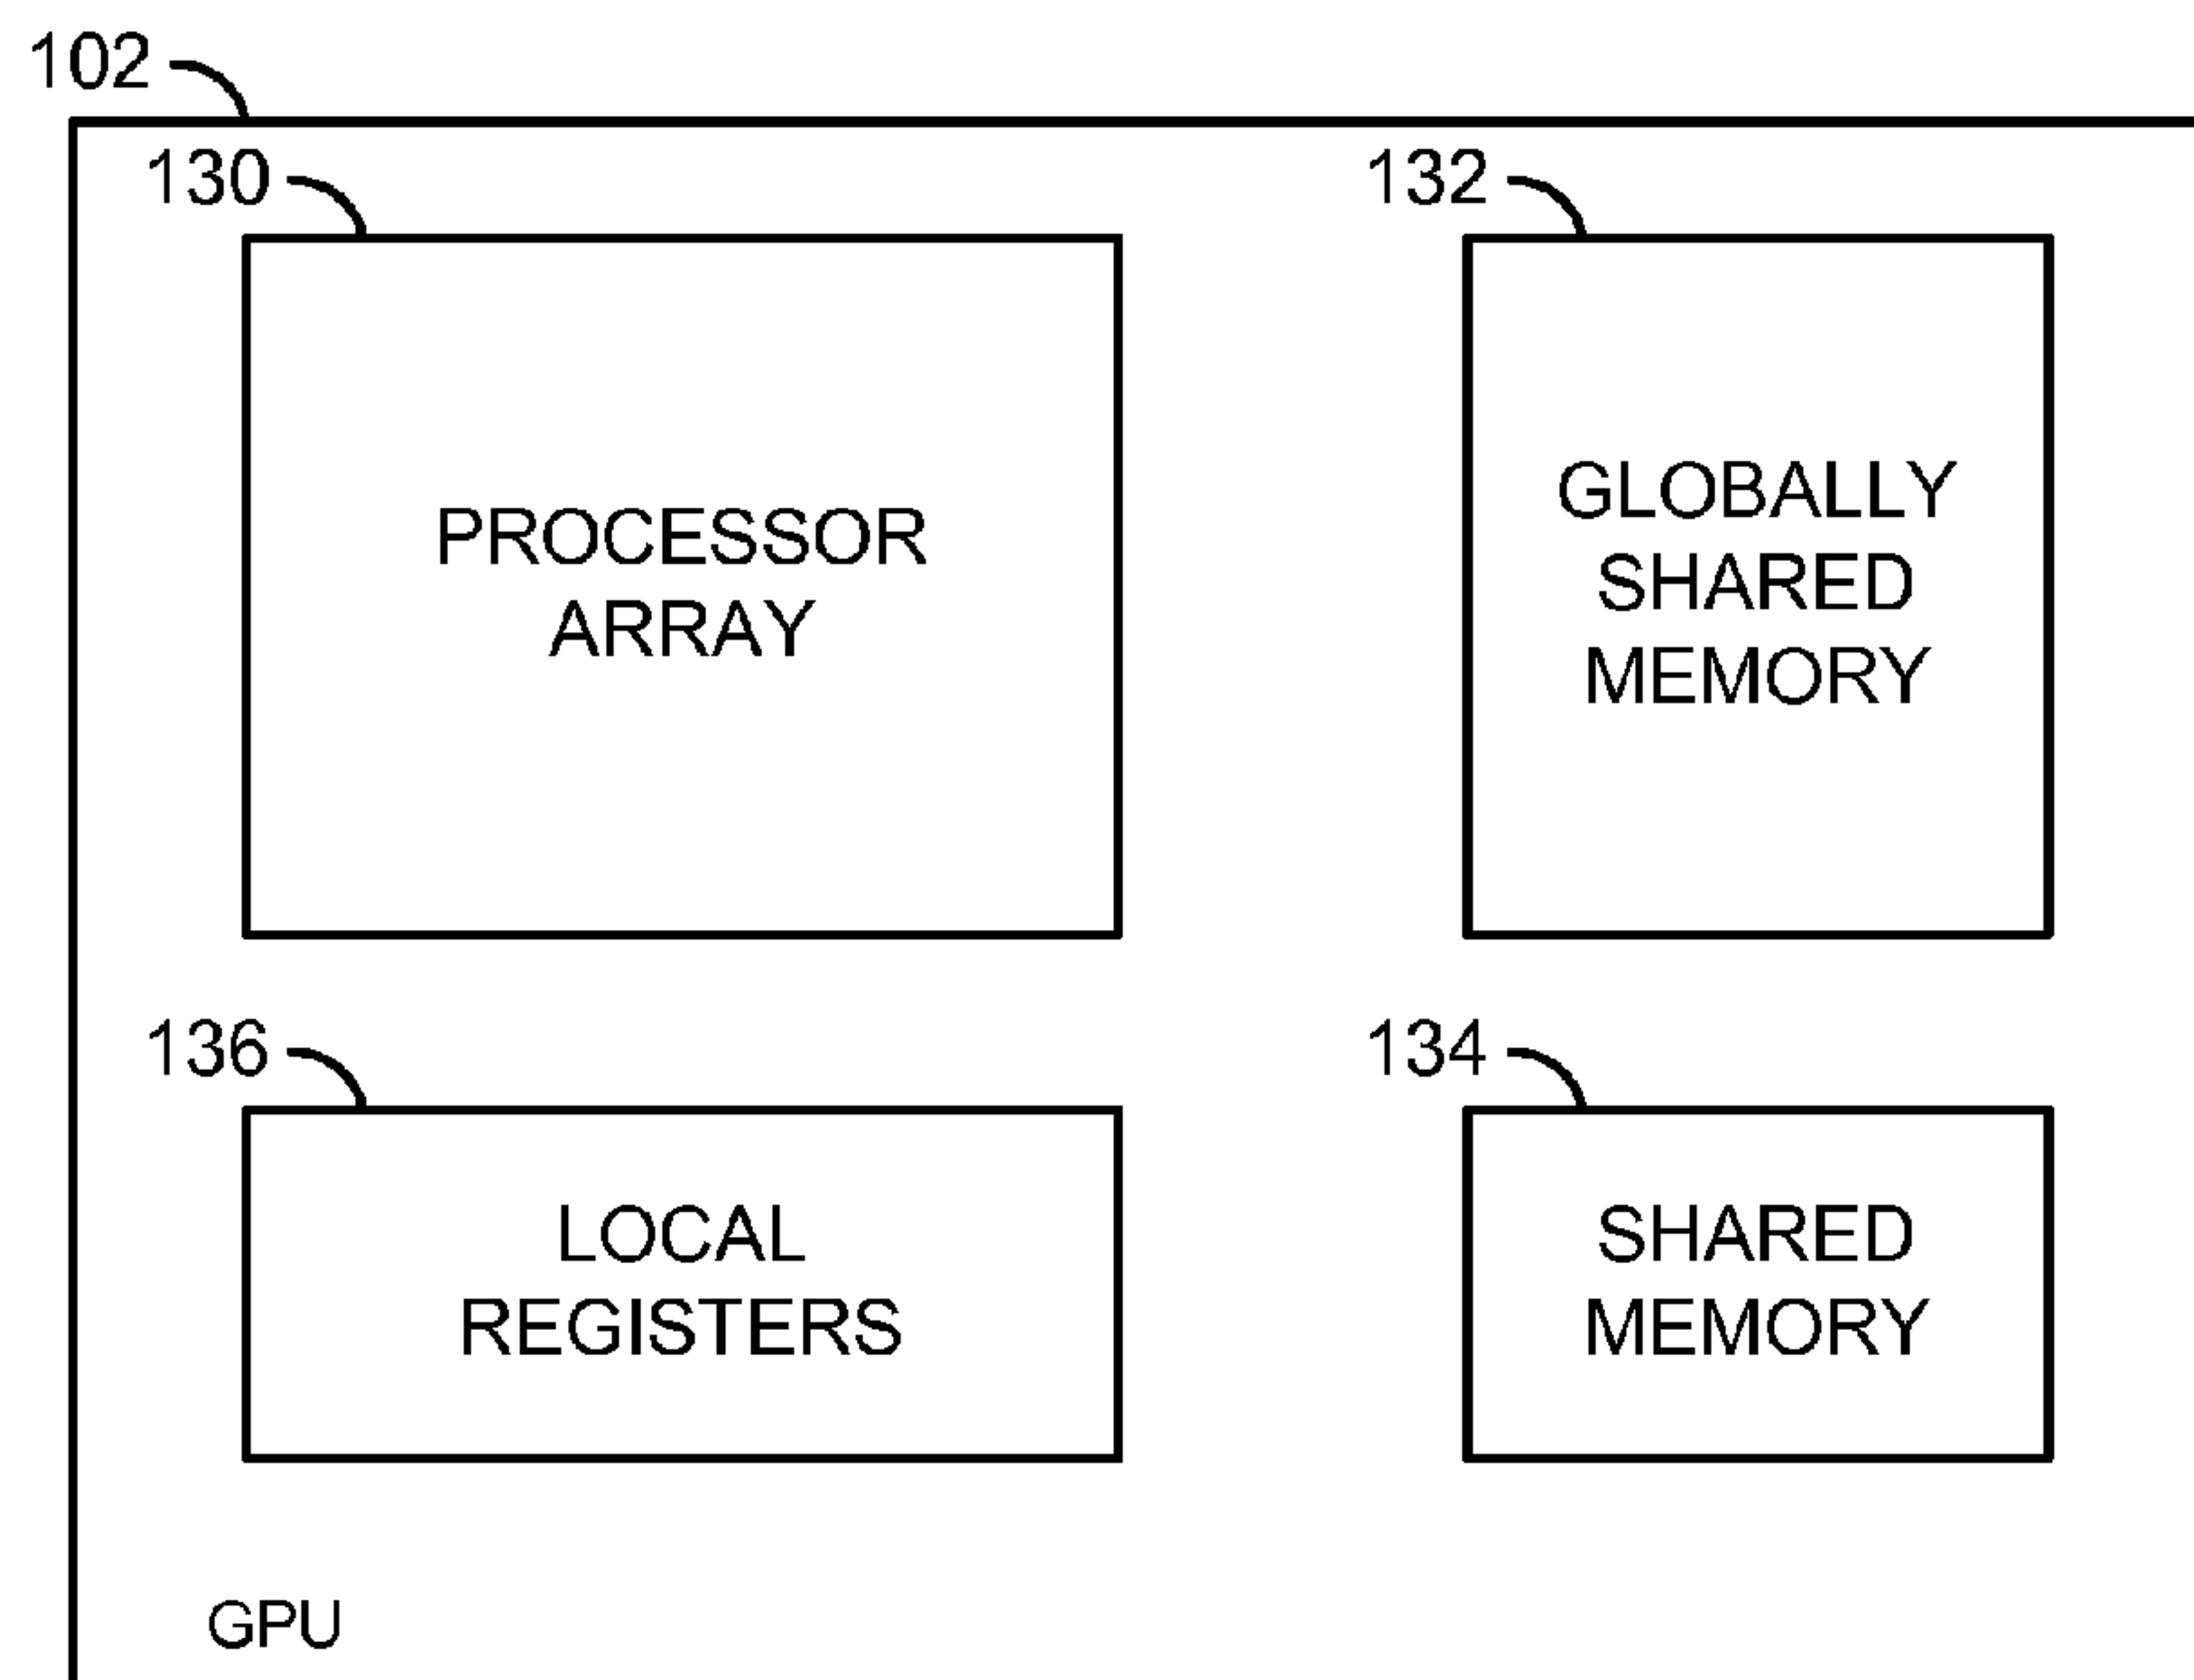 102
130
132
PROCESSOR
ARRAY
GLOBALLY
SHARED
MEMORY
136
134
LOCAL
REGISTERS
SHARED
MEMORY
GPU